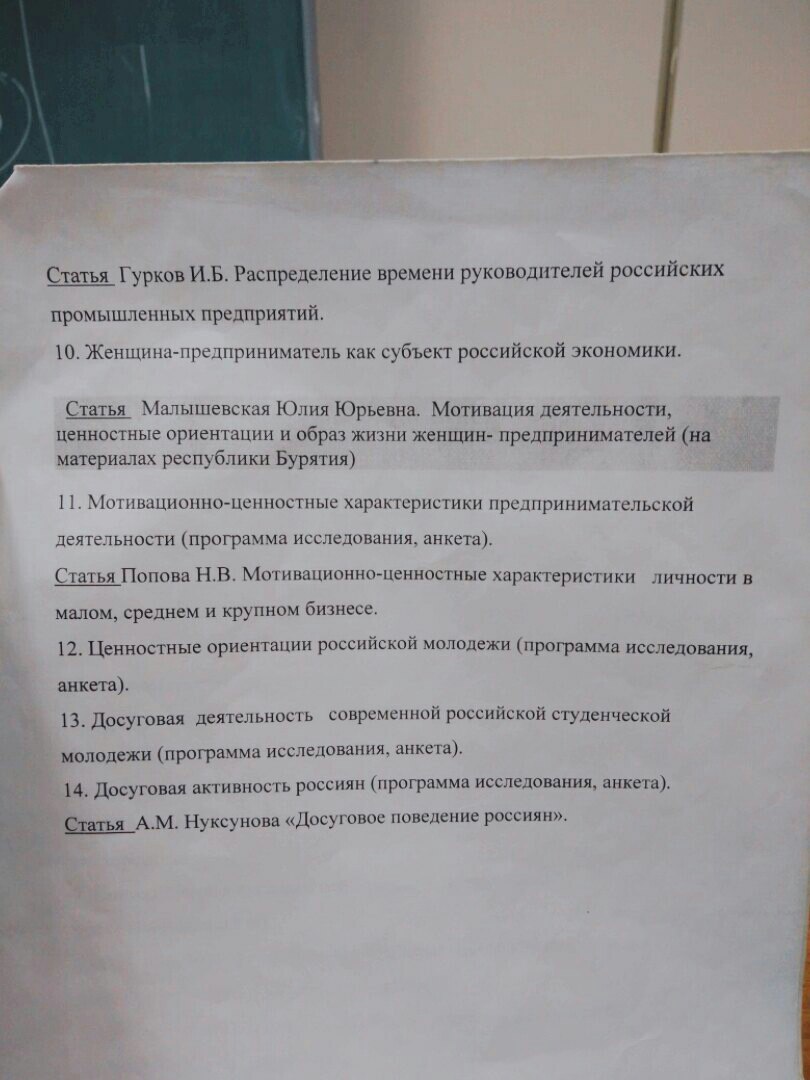 Статья Гурков И.Б. Распределение времени руководителей российских
промышленных предприятий.
10. Женщина-предприниматель как субъект российской экономики.
Статья Малышевская Юлия Юрьевна. Мотивация деятельности,
ценностные ориентации и образ жизни женщин- предпринимателей (на
материалах республики Бурятия)
11. Мотивационно-ценностные характеристики предпринимательской
деятельности (программа исследования, анкета).
Статья Попова Н.В. Мотивационно-ценностные характеристики личности в
малом, среднем и крупном бизнесе.
12. Ценностные ориентации российской молодежи (программа исследования,
анкета).
13. Досуговая деятельность современной российской студенческой
молодежи (программа исследования, анкета).
14. Досуговая активность россиян (программа исследования, анкета).
Статья А.М. Нуксунова «Досуговое поведение россиян».